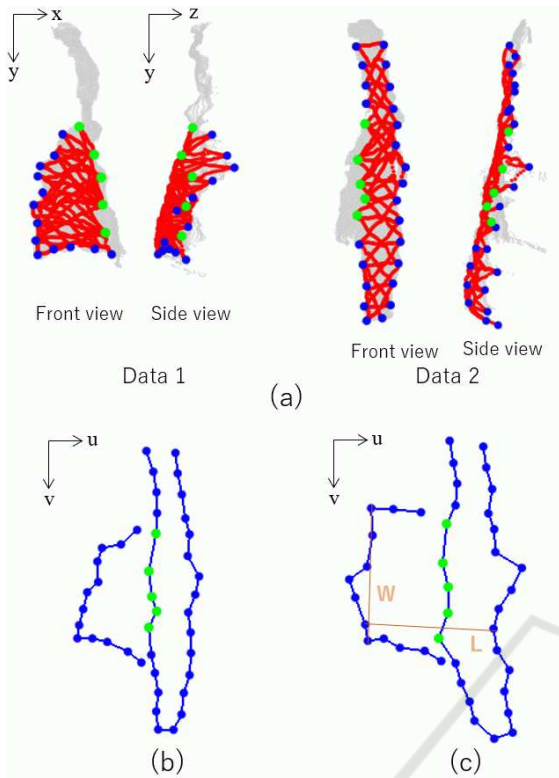 x
y
z
y
Front view
Side view
Front view
Side view
Data 1
Data 2
(a)
u
v
u
v
W
L
(b)
(c)